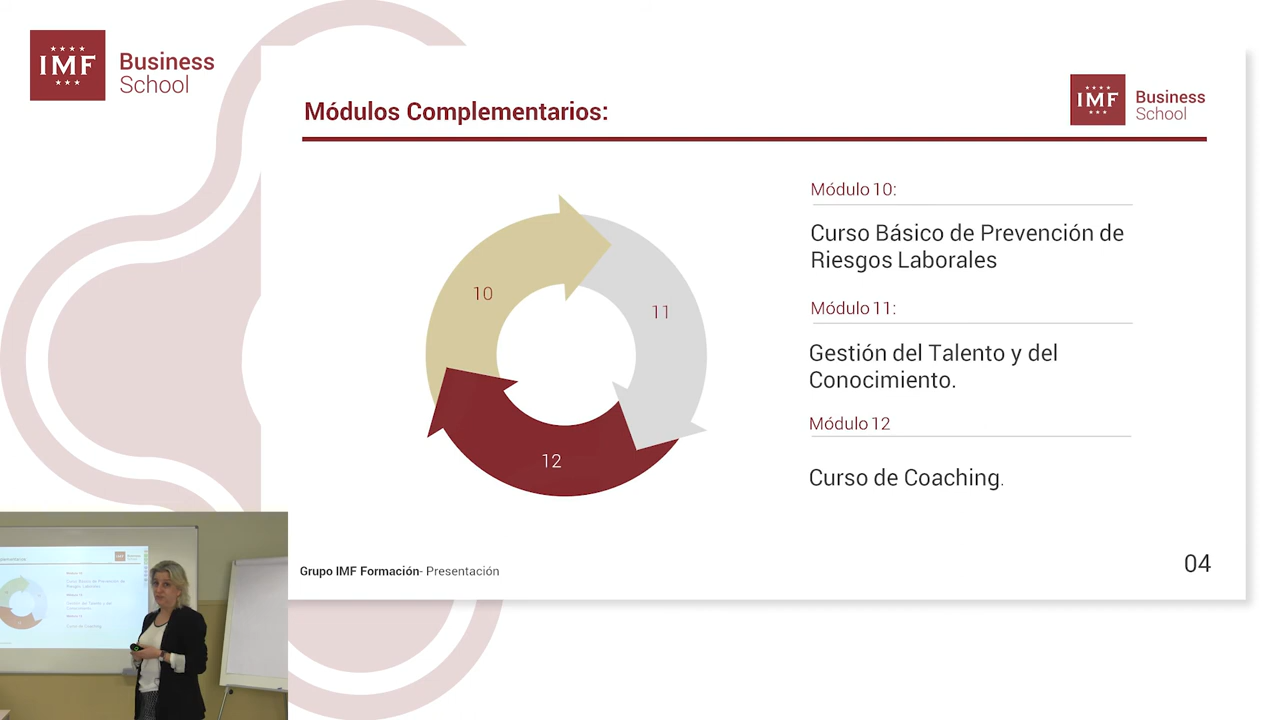 IMF
Business
School
Módulos Complementarios:
IMF
Business
School
Módulo 10:
Curso Básico de Prevención de
Riesgos Laborales
10
11
Módulo 11:
Gestión del Talento y del
Conocimiento.
Módulo 12
12
Curso de Coaching.
Grupo IMF Formación- Presentación
04